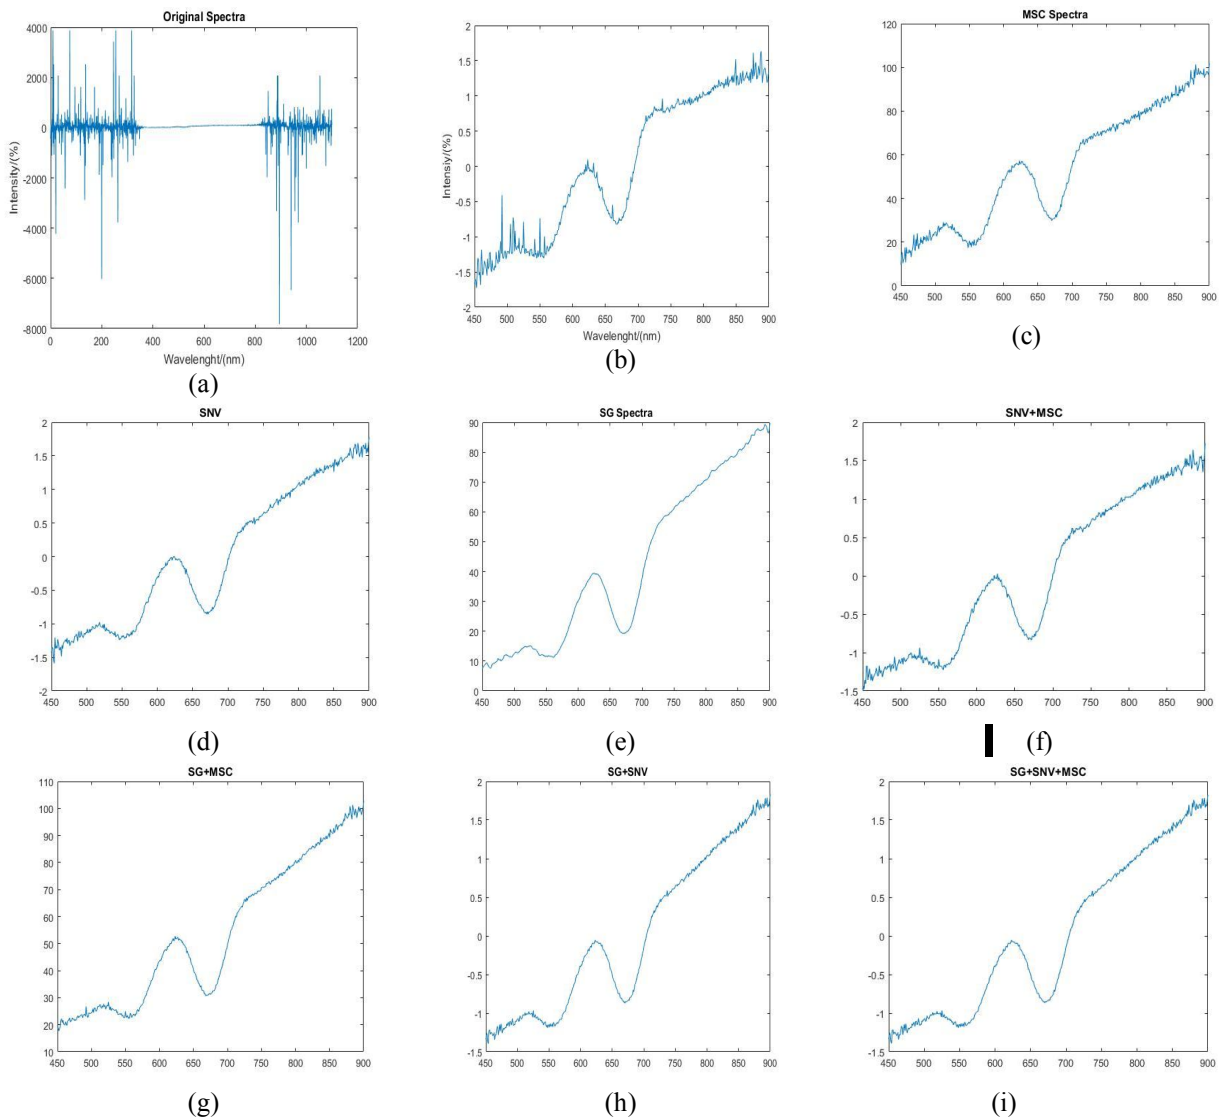 Original Spectra
4000
2000
0
-2000
-4000
-6000
-8000
Intensity/(%)
0 200 400 600 800 1000 1200
Wavelenght/(nm)
(a)
2
1.5
1
0.5
0
-0.5
-1
-1.5
-2
Intensiy/(%)
450 500 550 600 650 700 750 800 850 900
Wavelenght/(nm)
(b)
MSC Spectra
120
100
80
60
40
20
0
450 500 550 600 650 700 750 800 850 900
(c)
SNV
2
1.5
1
0.5
0
-0.5
-1
-1.5
-2
450 500 550 600 650 700 750 800 850 900
(d)
SG Spectra
90
80
70
60
50
40
30
20
10
0
450 500 550 600 650 700 750 800 850 900
(e)
SNV+MSC
2
1.5
1
0.5
0
-0.5
-1
-1.5
450 500 550 600 650 700 750 800 850 900
(f)
SG+MSC
110
100
90
80
70
60
50
40
30
20
10
450 500 550 600 650 700 750 800 850 900
(g)
SG+SNV
2
1.5
1
0.5
0
-0.5
-1
-1.5
450 500 550 600 650 700 750 800 850 900
(h)
SG+SNV+MSC
2
1.5
1
0.5
0
-0.5
-1
-1.5
450 500 550 600 650 700 750 800 850 900
(i)